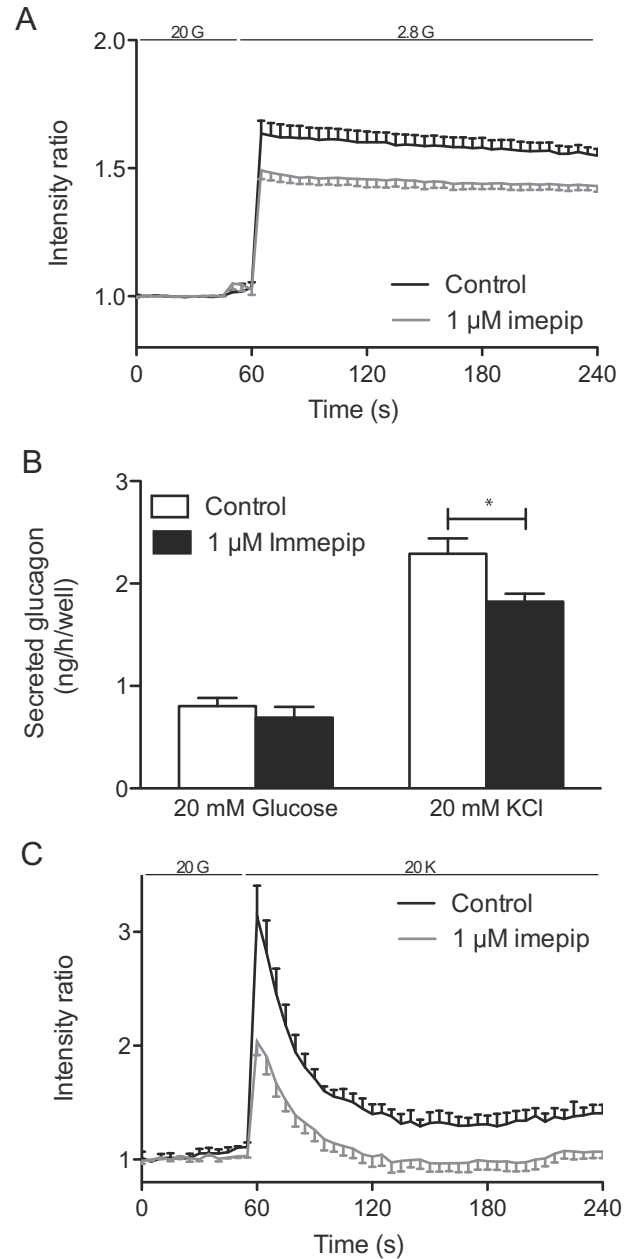 A
20 G 2.8 G
2.0
1.5
1.0
Intensity ratio
Control
1 µM imepip
0 60 120 180 240
Time (s)
B
3
2
1
0
Secreted glucagon
(ng/h/well)
Control
1 µM Immepip
*
20 mM Glucose 20 mM KCl
C
20 G 20 K
3
2
1
Intensity ratio
Control
1 µM imepip
0 60 120 180 240
Time (s)